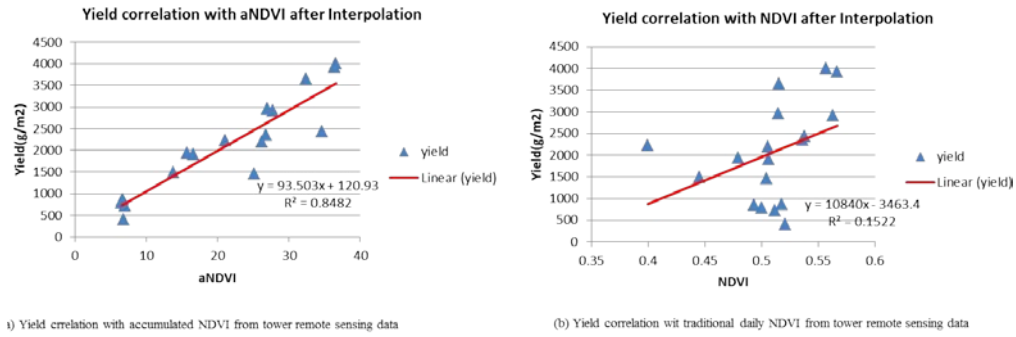 Yield correlation with aNDVI after Interpolation
4500
4000
3500
3000
2500
2000
1500
1000
500
0
Yield(g/m2)
0 10 20 30 40
aNDVI
yield
Linear (yield)
y = 93.503x + 120.93
R² = 0.8482
) Yield crrelation with accumulated NDVI from tower remote sensing data
Yield correlation with NDVI after Interpolation
4500
4000
3500
3000
2500
2000
1500
1000
500
0
Yield(g/m2)
0.35 0.4 0.45 0.5 0.55 0.6
NDVI
yield
Linear (yield)
y = 10840x - 3463.4
R² = 0.1522
(b) Yield correlation wit traditional daily NDVI from tower remote sensing data